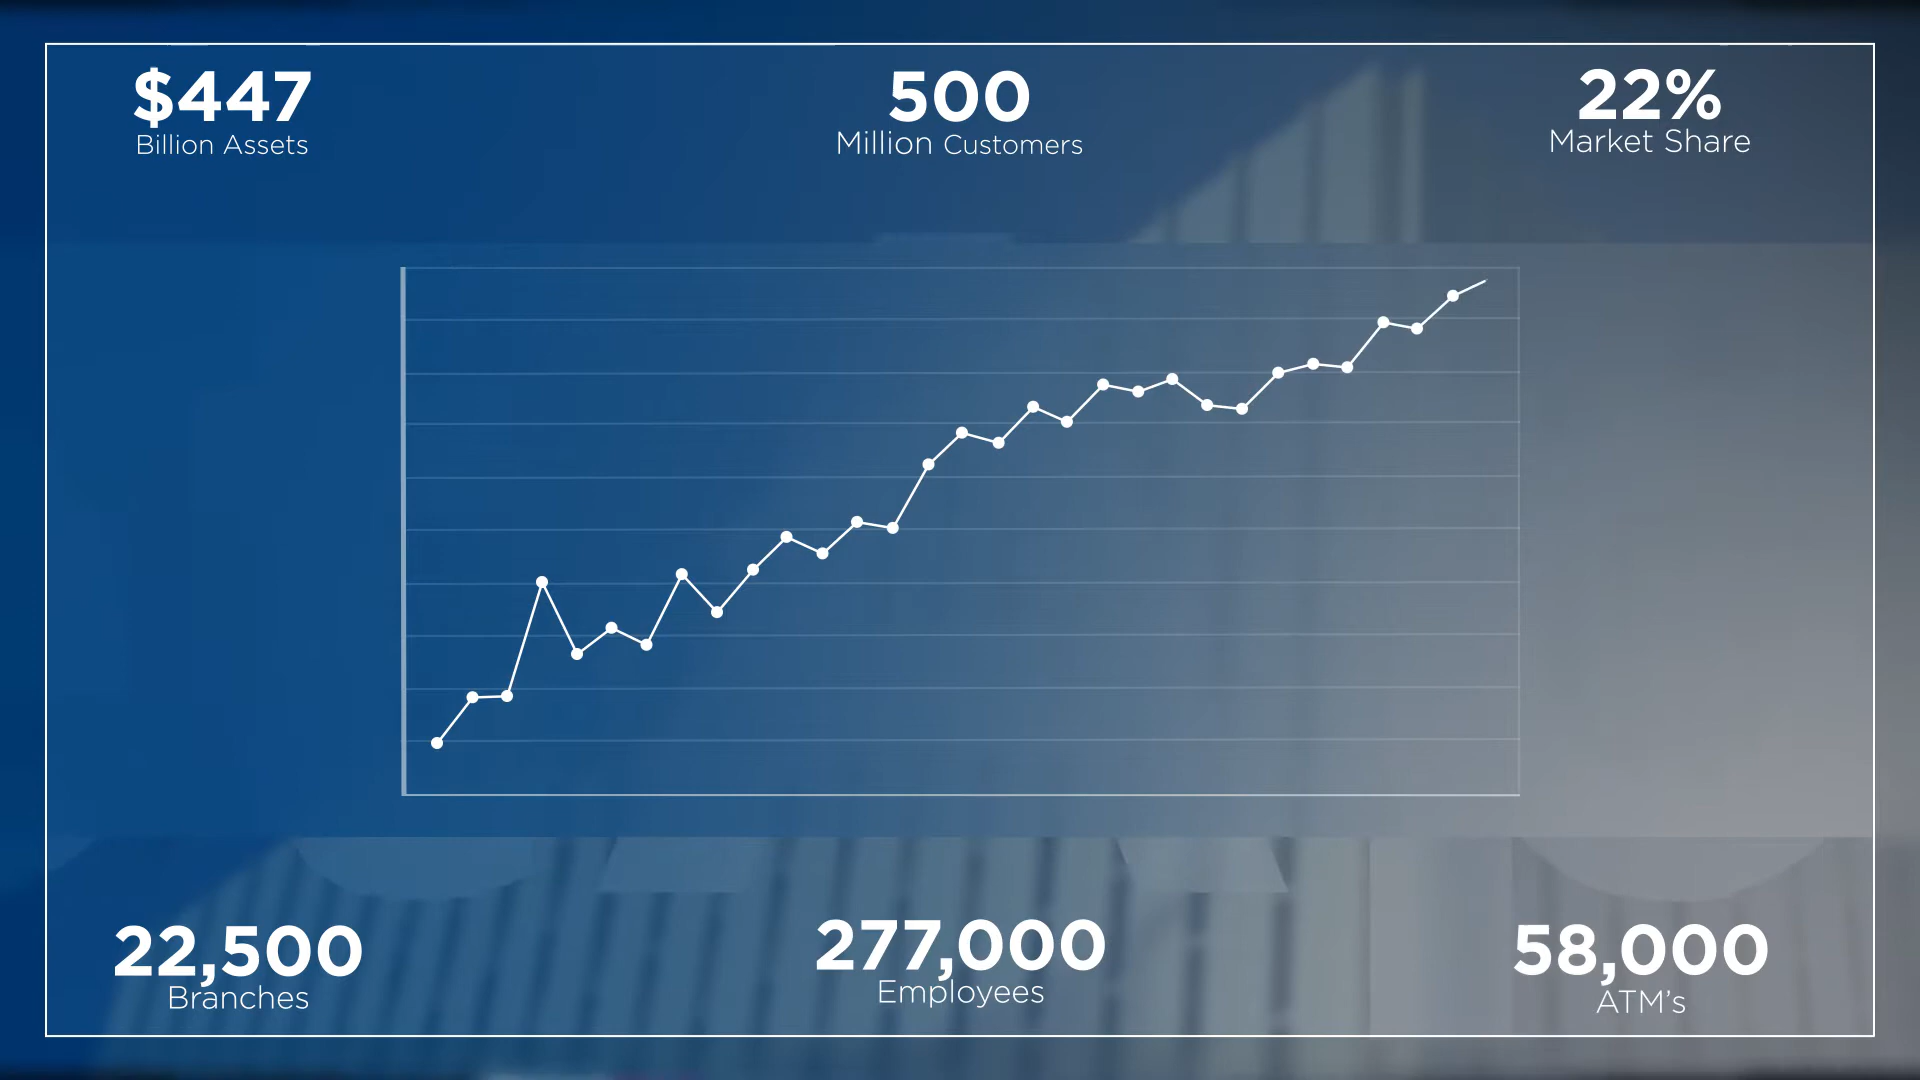 $447
Billion Assets
500
Million Customers
22%
Market Share
22,500
Branches
277,000
Employees
58,000
ATM's